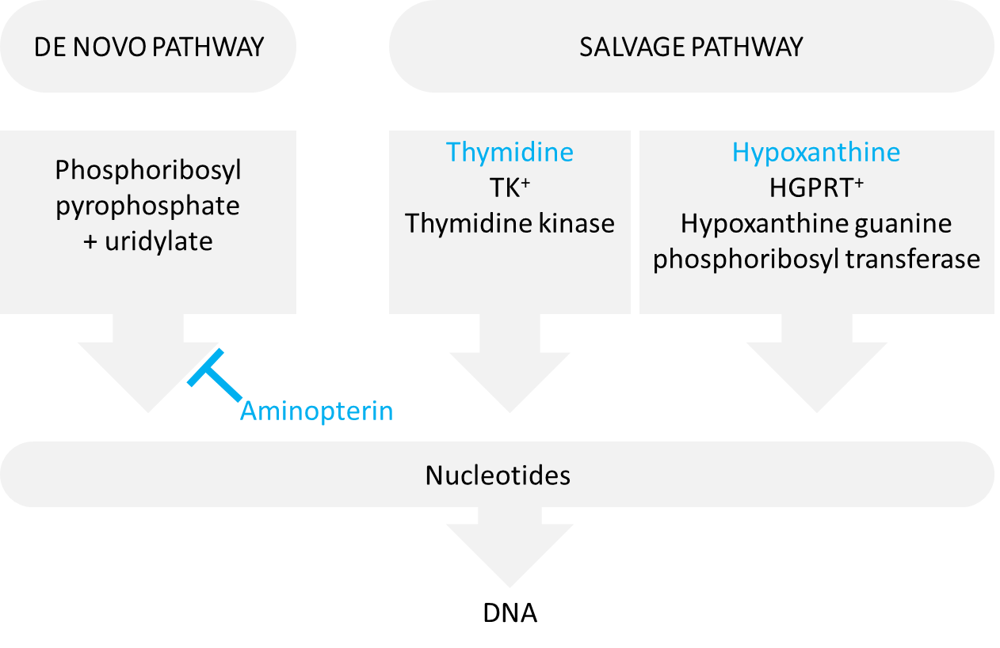 DE NOVO PATHWAY
SALVAGE PATHWAY
Phosphoribosyl
pyrophosphate
+ uridylate
Thymidine
TK⁺
Thymidine kinase
Hypoxanthine
HGPRT⁺
Hypoxanthine guanine
phosphoribosyl transferase
Aminopterin
Nucleotides
DNA